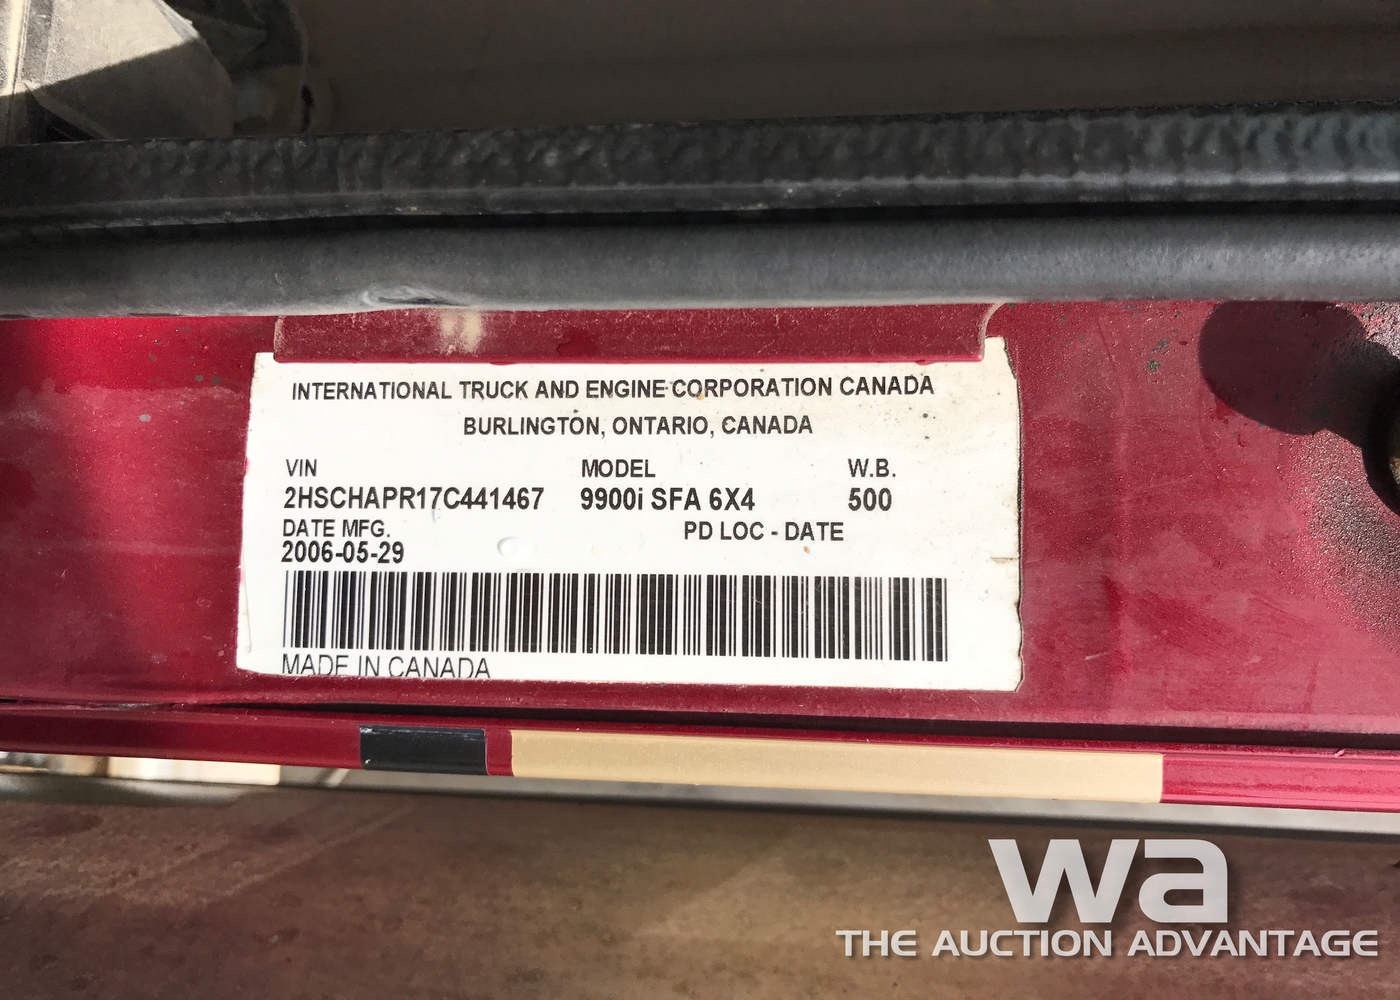 INTERNATIONAL TRUCK AND ENGINE CORPORATION CANADA
BURLINGTON, ONTARIO, CANADA
VIN MODEL W.B.
2HSCHAPR17C441467 9900i SFA 6X4 500
DATE MFG. PD LOC - DATE
2006-05-29
MADE IN CANADA
wa
THE AUCTION ADVANTAGE